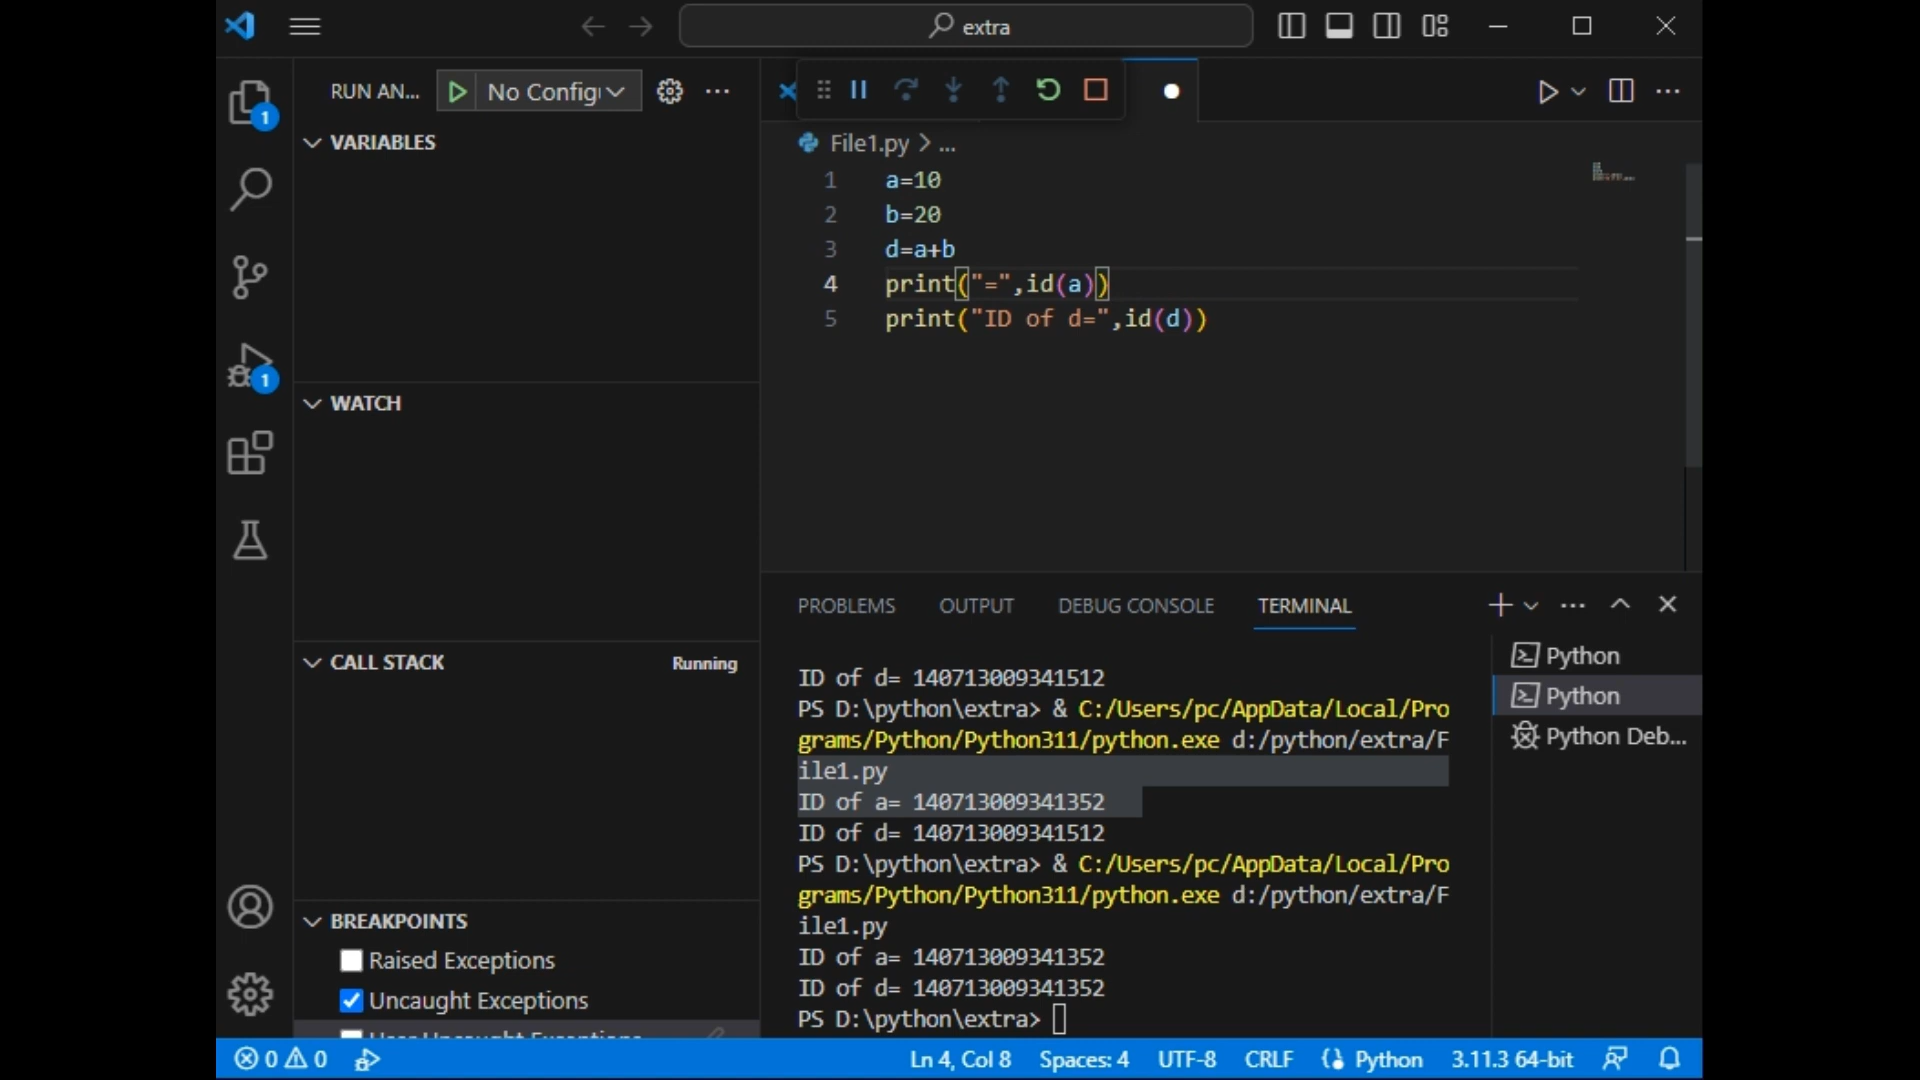 extra
RUN AN...
No Config
1
VARIABLES
File1.py > ...
1 a=10
2 b=20
3 d=a+b
4 print("=",id(a))
5 print("ID of d=",id(d))
1
WATCH
CALL STACK
Running
BREAKPOINTS
Raised Exceptions
Uncaught Exceptions
PROBLEMS
OUTPUT
DEBUG CONSOLE
TERMINAL
ID of d= 140713009341512
PS D:\python\extra> & C:/Users/pc/AppData/Local/Pro
grams/Python/Python311/python.exe d:/python/extra/F
ile1.py
ID of a= 140713009341352
ID of d= 140713009341512
PS D:\python\extra> & C:/Users/pc/AppData/Local/Pro
grams/Python/Python311/python.exe d:/python/extra/F
ile1.py
ID of a= 140713009341352
ID of d= 140713009341352
PS D:\python\extra>
Python
Python
Python Deb...
0 0
Ln 4, Col 8
Spaces: 4
UTF-8
CRLF
Python
3.11.3 64-bit